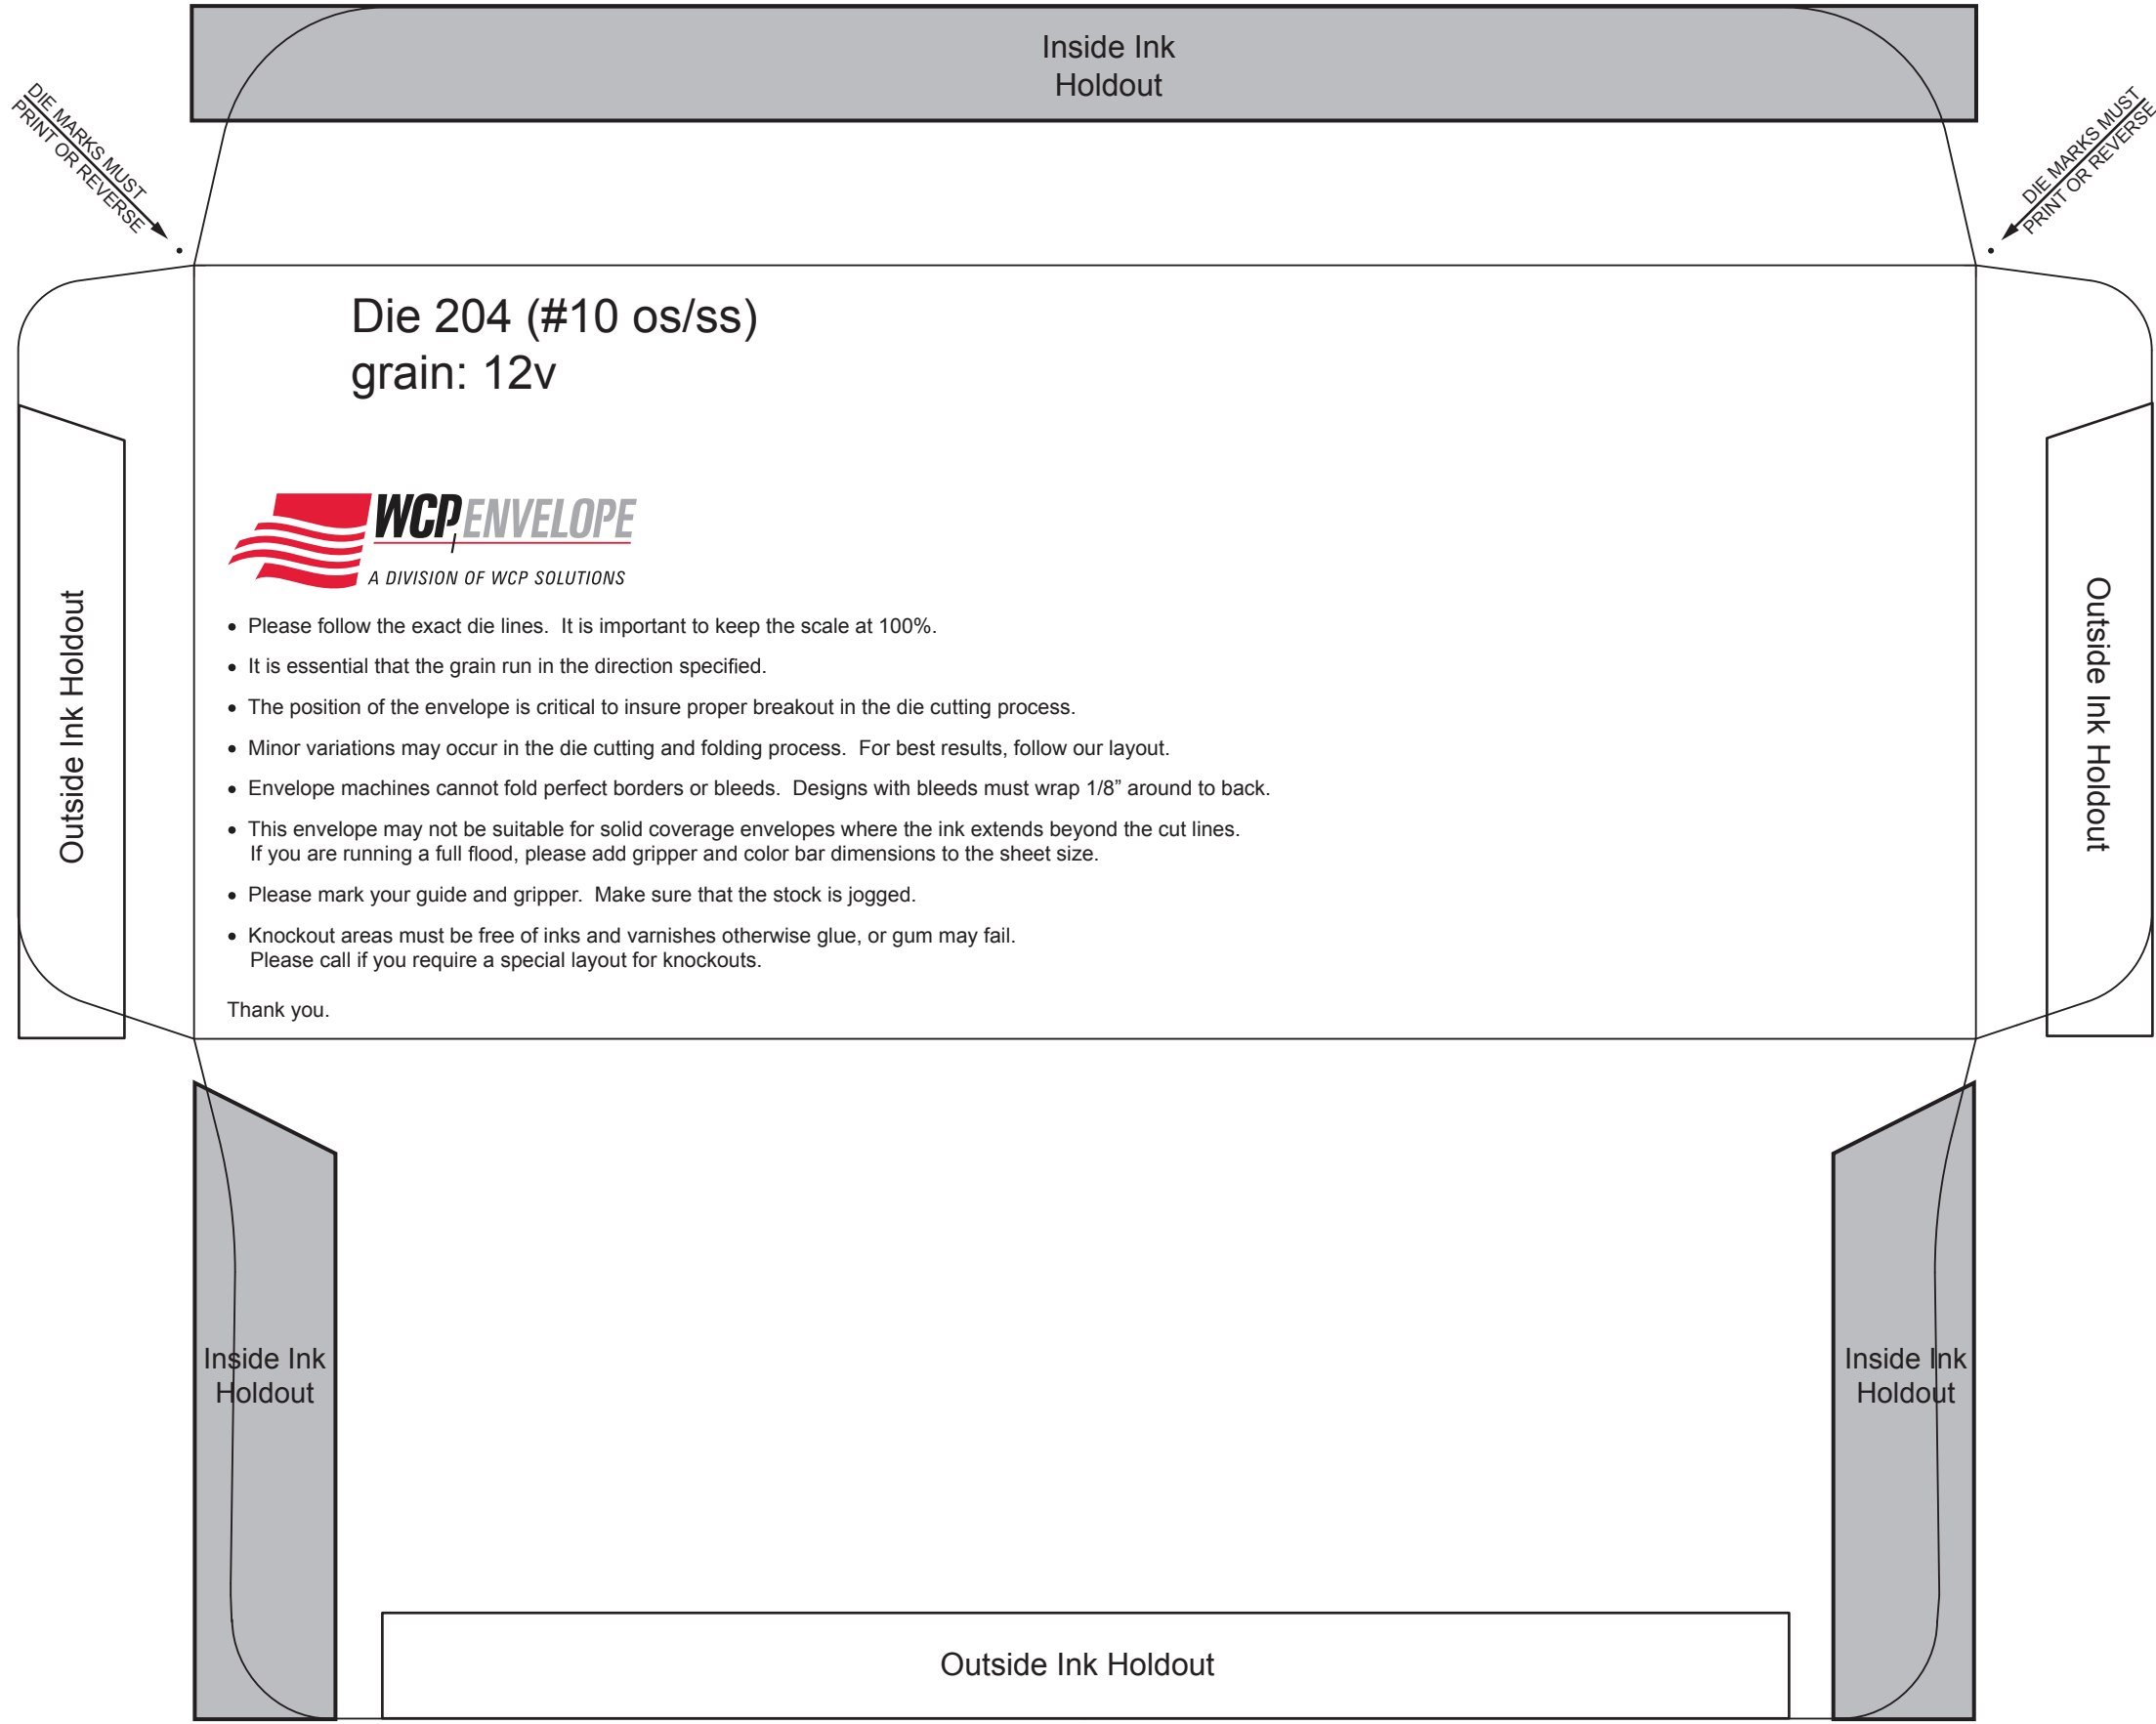 Inside Ink
Holdout
DIE MARKS MUST
PRINT OR REVERSE
DIE MARKS MUST
PRINT OR REVERSE
Die 204 (#10 os/ss)
grain: 12v
WCP ENVELOPE
A DIVISION OF WCP SOLUTIONS
• Please follow the exact die lines.  It is important to keep the scale at 100%.
• It is essential that the grain run in the direction specified.
• The position of the envelope is critical to insure proper breakout in the die cutting process.
• Minor variations may occur in the die cutting and folding process.  For best results, follow our layout.
• Envelope machines cannot fold perfect borders or bleeds.  Designs with bleeds must wrap 1/8” around to back.
• This envelope may not be suitable for solid coverage envelopes where the ink extends beyond the cut lines.
If you are running a full flood, please add gripper and color bar dimensions to the sheet size.
• Please mark your guide and gripper.  Make sure that the stock is jogged.
• Knockout areas must be free of inks and varnishes otherwise glue, or gum may fail.
Please call if you require a special layout for knockouts.
Thank you.
Outside Ink Holdout
Outside Ink Holdout
Inside Ink
Holdout
Inside Ink
Holdout
Outside Ink Holdout